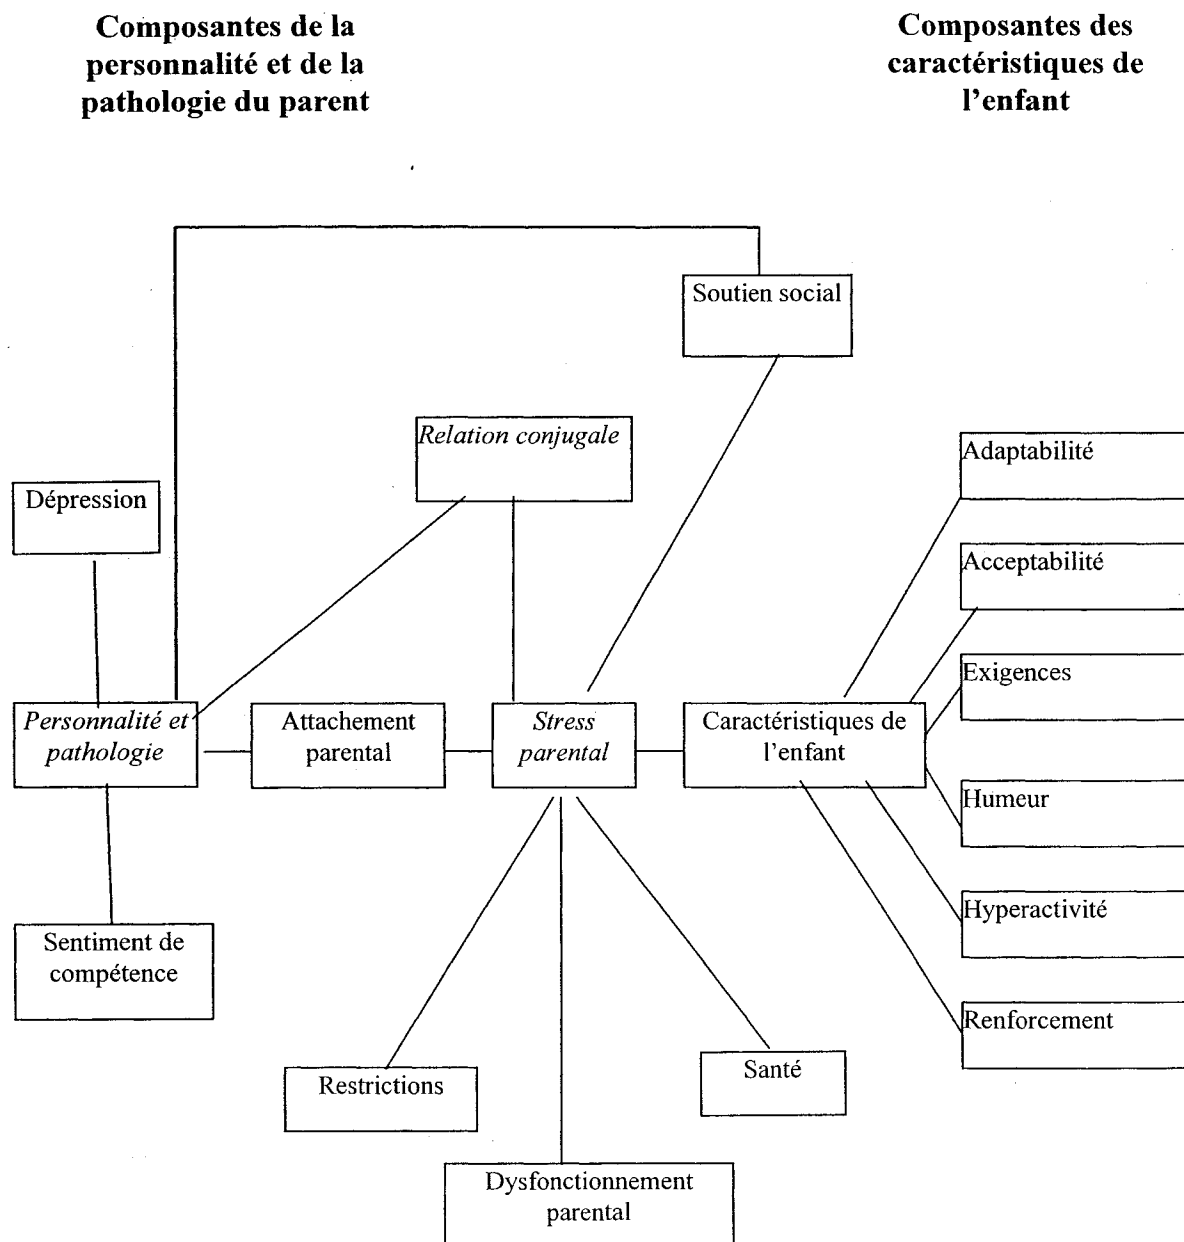 Composantes de la
personnalité et de la
pathologie du parent
Composantes des
caractéristiques de
l'enfant
Soutien social
Relation conjugale
Adaptabilité
Dépression
Acceptabilité
Exigences
Personnalité et
pathologie
Attachement
parental
Stress
parental
Caractéristiques de
l'enfant
Humeur
Hyperactivité
Sentiment de
compétence
Renforcement
Santé
Restrictions
Dysfonctionnement
parental